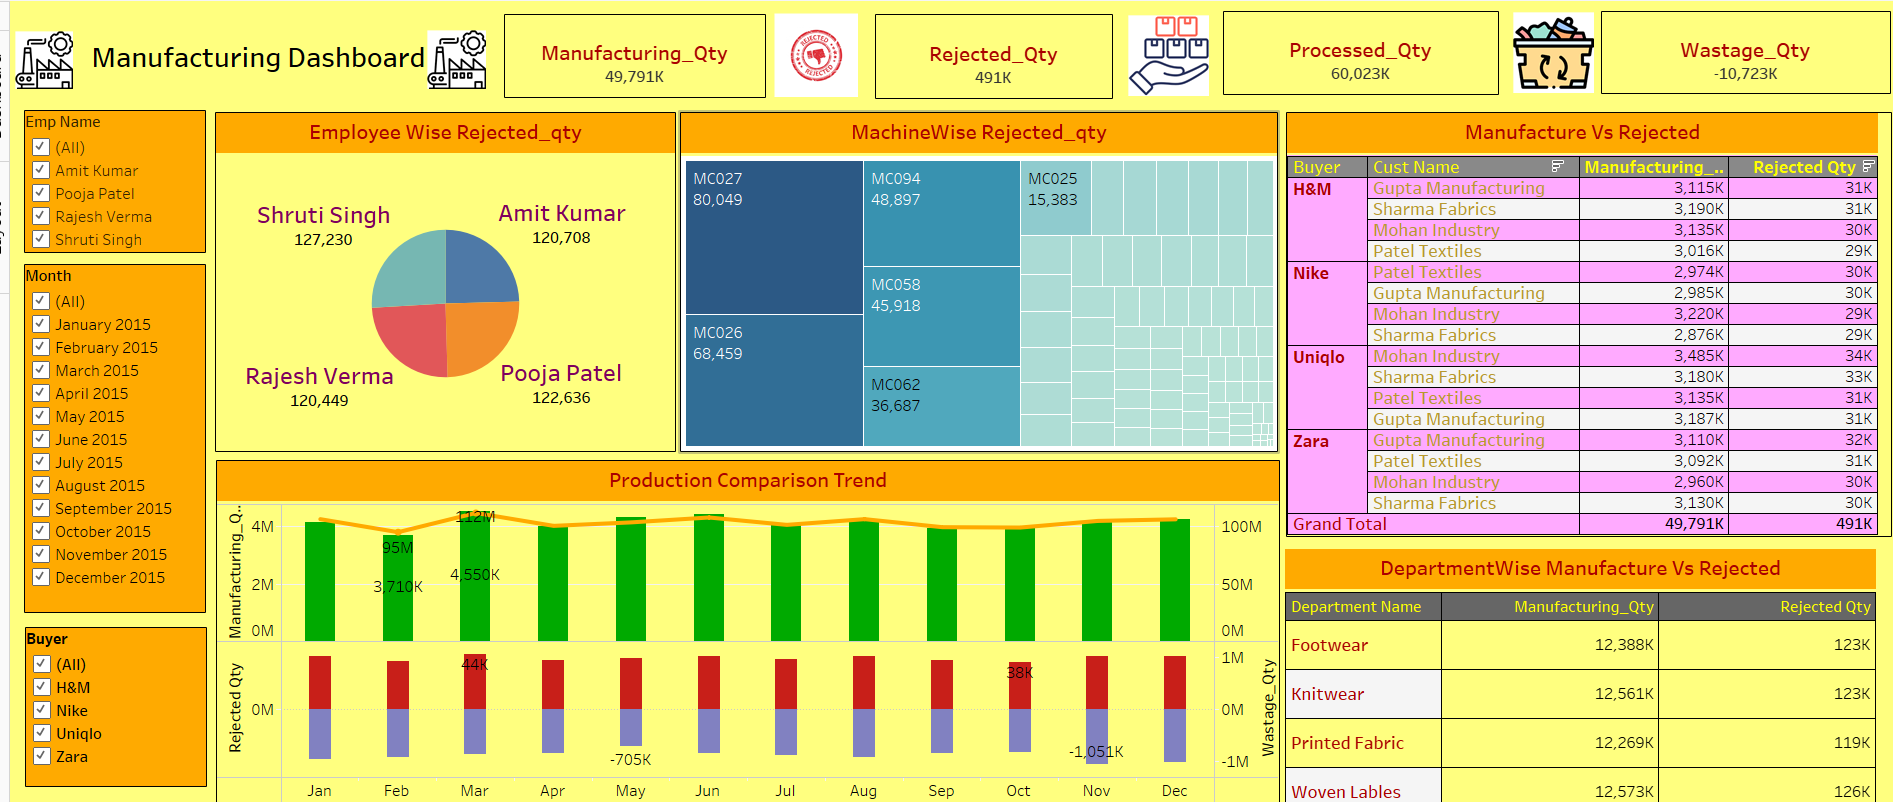 Manufacturing Dashboard
Manufacturing_Qty
49,791K
REJECTED
REJECTED
Rejected_Qty
491K
Processed_Qty
60,023K
Wastage_Qty
-10,723K
Emp Name
(All)
Amit Kumar
Pooja Patel
Rajesh Verma
Shruti Singh
Month
(All)
January 2015
February 2015
March 2015
April 2015
May 2015
June 2015
July 2015
August 2015
September 2015
October 2015
November 2015
December 2015
Buyer
(All)
H&M
Nike
Uniqlo
Zara
Employee Wise Rejected_qty
Shruti Singh
127,230
Amit Kumar
120,708
Rajesh Verma
120,449
Pooja Patel
122,636
MachineWise Rejected_qty
MC027
80,049
MC026
68,459
MC094
48,897
MC058
45,918
MC062
36,687
MC025
15,383
Production Comparison Trend
Manufacturing_Q..
4M
2M
0M
112M
95M
3,710K
4,550K
100M
50M
0M
Rejected Qty
0M
44K
38K
-705K
-1,051K
1M
0M
-1M
Wastage_Qty
Jan Feb Mar Apr May Jun Jul Aug Sep Oct Nov Dec
Manufacture Vs Rejected
Buyer Cust Name Manufacturing_.. Rejected Qty
H&M Gupta Manufacturing 3,115K 31K
Sharma Fabrics 3,190K 31K
Mohan Industry 3,135K 30K
Patel Textiles 3,016K 29K
Nike Patel Textiles 2,974K 30K
Gupta Manufacturing 2,985K 30K
Mohan Industry 3,220K 29K
Sharma Fabrics 2,876K 29K
Uniqlo Mohan Industry 3,485K 34K
Sharma Fabrics 3,180K 33K
Patel Textiles 3,135K 31K
Gupta Manufacturing 3,187K 31K
Zara Gupta Manufacturing 3,110K 32K
Patel Textiles 3,092K 31K
Mohan Industry 2,960K 30K
Sharma Fabrics 3,130K 30K
Grand Total 49,791K 491K
DepartmentWise Manufacture Vs Rejected
Department Name Manufacturing_Qty Rejected Qty
Footwear 12,388K 123K
Knitwear 12,561K 123K
Printed Fabric 12,269K 119K
Woven Lables 12,573K 126K